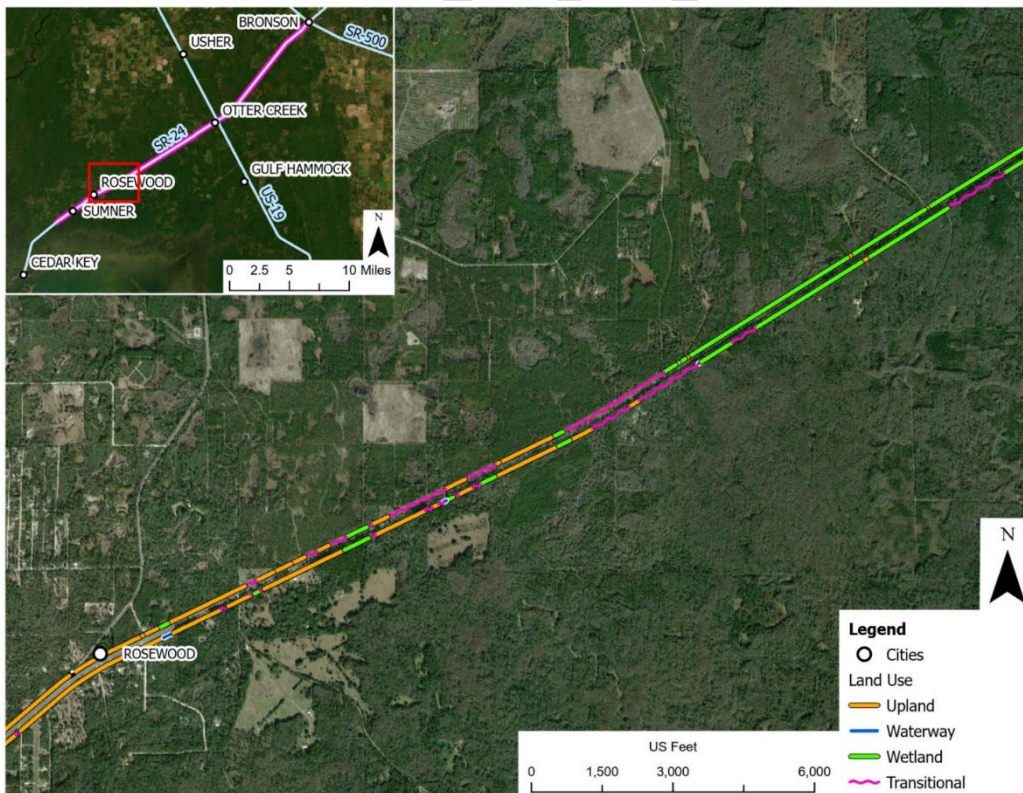 BRONSON
SR-500
USHER
OTTER CREEK
SR-24
GULF HAMMOCK
ROSEWOOD
US-19
SUMNER
CEDAR KEY
N
0 2.5 5 10 Miles
ROSEWOOD
N
Legend
Cities
Land Use
Upland
Waterway
Wetland
Transitional
US Feet
0 1,500 3,000 6,000